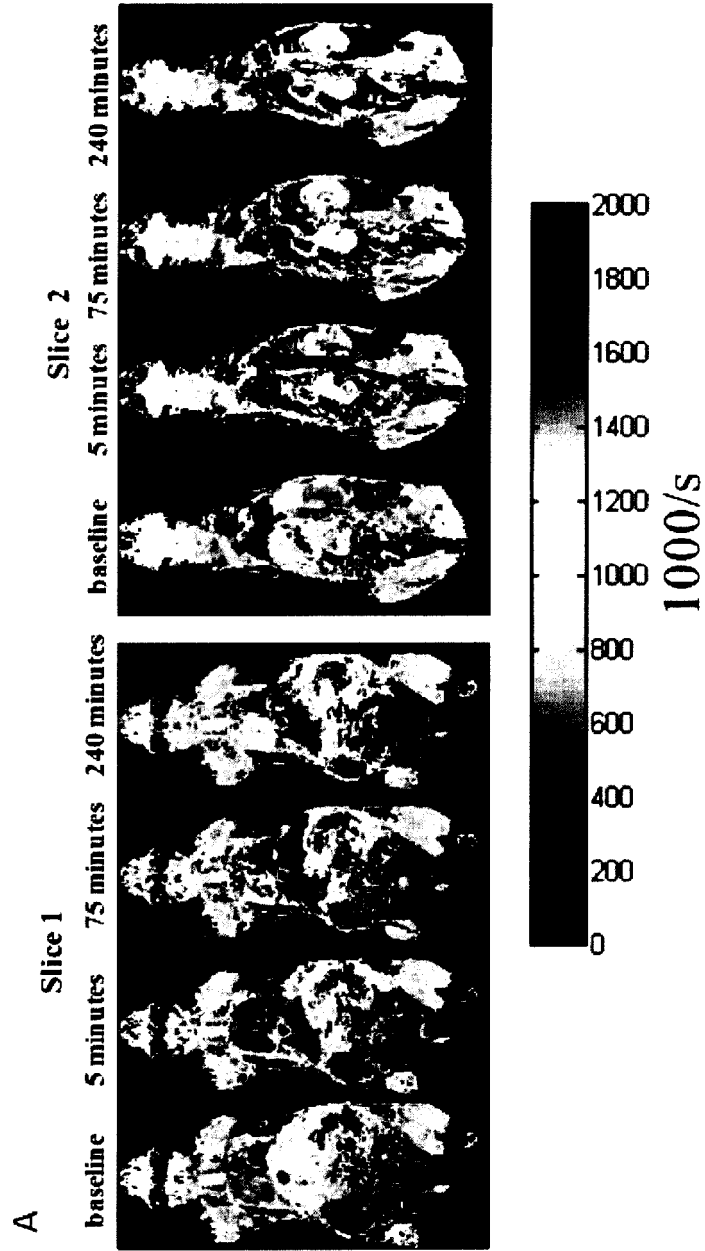 A
Slice 1
baseline 5 minutes 75 minutes 240 minutes
Slice 2
baseline 5 minutes 75 minutes 240 minutes
0 200 400 600 800 1000 1200 1400 1600 1800 2000
1000/s